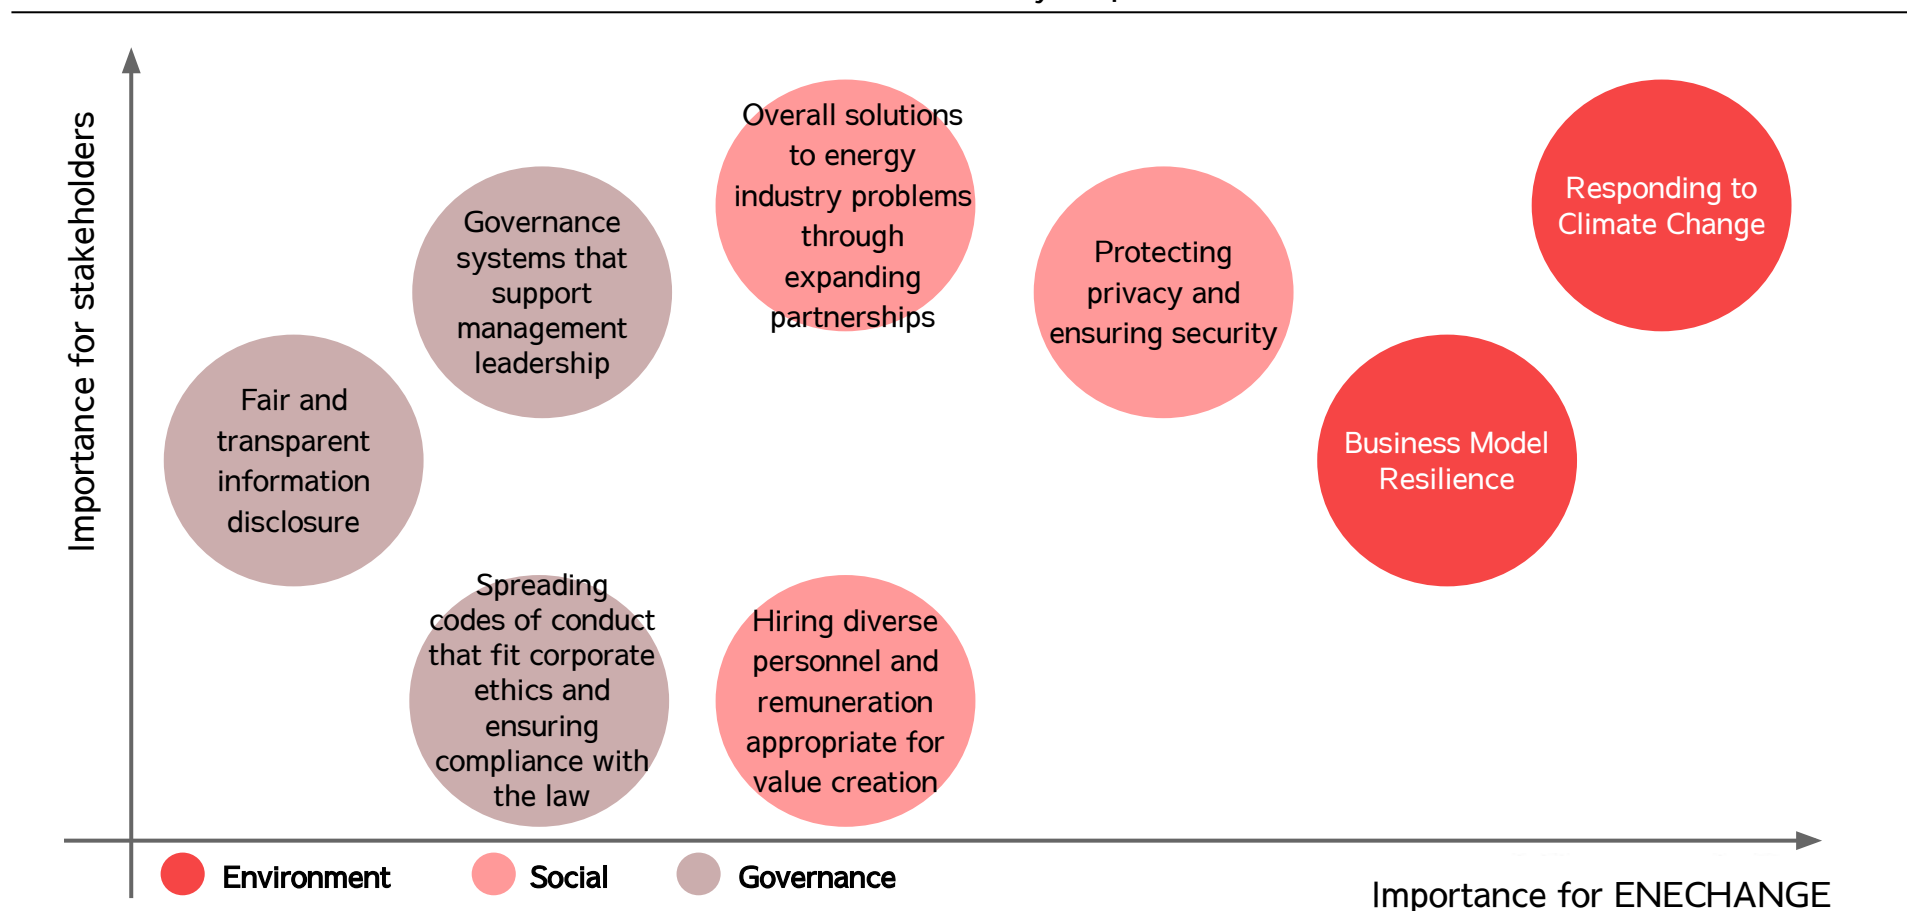 Importance for stakeholders
Overall solutions
to energy
industry problems
through
expanding
partnerships
Responding to
Climate Change
Governance
systems that
support
management
leadership
Protecting
privacy and
ensuring security
Fair and
transparent
information
disclosure
Business Model
Resilience
Spreading
codes of conduct
that fit corporate
ethics and
ensuring
compliance with
the law
Hiring diverse
personnel and
remuneration
appropriate for
value creation
Environment
Social
Governance
Importance for ENECHANGE